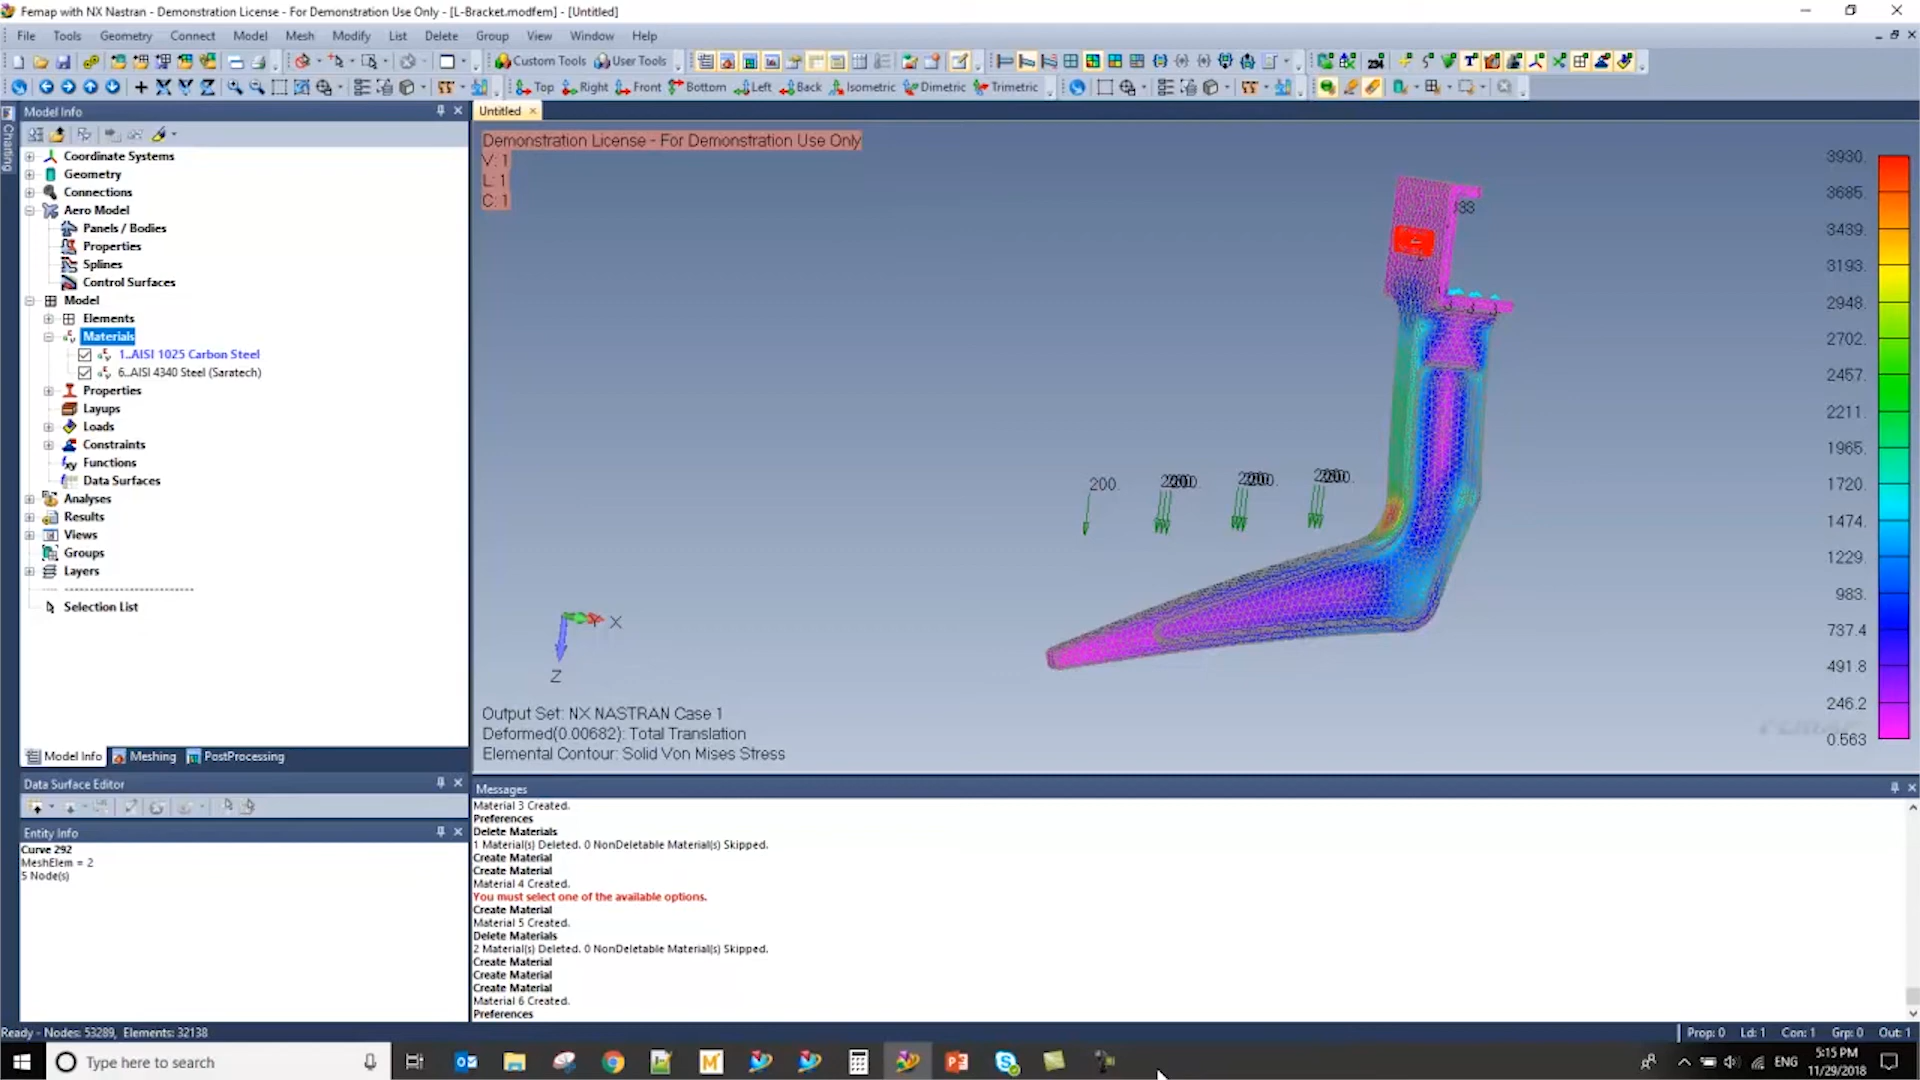 Femap with NX Nastran - Demonstration License - For Demonstration Use Only - [L-Bracket.modfem] - [Untitled]
File Tools Geometry Connect Model Mesh Modify List Delete Group View Window Help
Custom Tools User Tools
Top Right Front Bottom Left Back Isometric Dimetric Trimetric
Charting
Model Info
Coordinate Systems
Geometry
Connections
Aero Model
Panels / Bodies
Properties
Splines
Control Surfaces
Model
Elements
Materials
1..AISI 1025 Carbon Steel
6..AISI 4340 Steel (Saratech)
Properties
Layups
Loads
Constraints
Functions
Data Surfaces
Analyses
Results
Views
Groups
Layers
Selection List
Model Info Meshing PostProcessing
Data Surface Editor
Entity Info
Curve 292
MeshElem = 2
5 Node(s)
Untitled
Demonstration License - For Demonstration Use Only
V: 1
L: 1
C: 1
200.
X
Z
Output Set: NX NASTRAN Case 1
Deformed(0.00682): Total Translation
Elemental Contour: Solid Von Mises Stress
3930.
3685.
3439.
3193.
2948.
2702.
2457.
2211.
1965.
1720.
1474.
1229.
983.
737.4
491.8
246.2
0.563
Messages
Material 3 Created.
Preferences
Delete Materials
1 Material(s) Deleted. 0 NonDeletable Material(s) Skipped.
Create Material
Create Material
Material 4 Created.
You must select one of the available options.
Create Material
Material 5 Created.
Delete Materials
2 Material(s) Deleted. 0 NonDeletable Material(s) Skipped.
Create Material
Create Material
Create Material
Material 6 Created.
Preferences
Ready - Nodes: 53289, Elements: 32138
Prop: 0 Ld: 1 Con: 1 Grp: 0 Out: 1
Type here to search
ENG
5:15 PM
11/29/2018